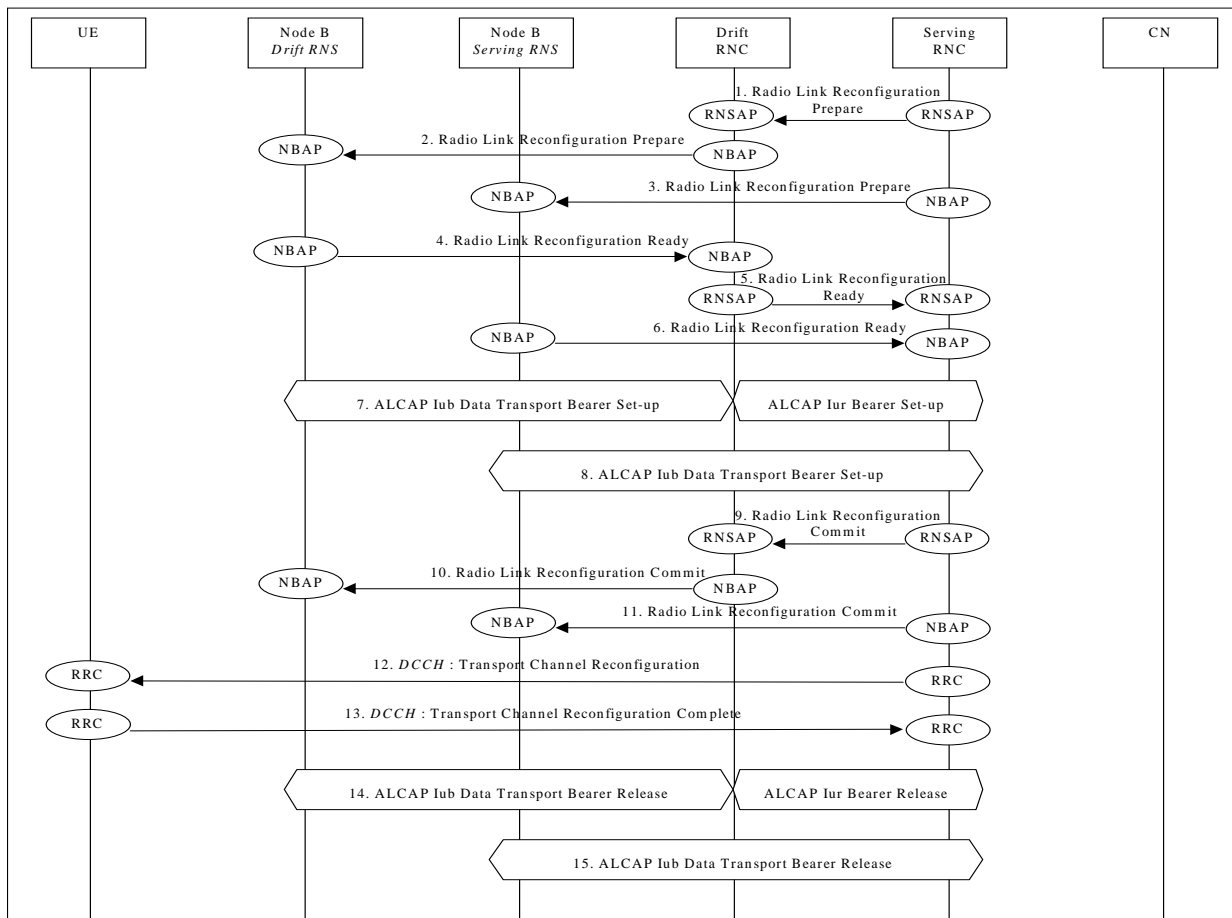 UE
Node B
Drift RNS
Node B
Serving RNS
Drift
RNC
Serving
RNC
CN
1. Radio Link Reconfiguration
Prepare
RNSAP
RNSAP
2. Radio Link Reconfiguration Prepare
NBAP
NBAP
3. Radio Link Reconfiguration Prepare
NBAP
NBAP
4. Radio Link Reconfiguration Ready
NBAP
NBAP
5. Radio Link Reconfiguration
Ready
RNSAP
RNSAP
6. Radio Link Reconfiguration Ready
NBAP
NBAP
7. ALCAP Iub Data Transport Bearer Set-up
ALCAP Iur Bearer Set-up
8. ALCAP Iub Data Transport Bearer Set-up
9. Radio Link Reconfiguration
Commit
RNSAP
RNSAP
10. Radio Link Reconfiguration Commit
NBAP
NBAP
11. Radio Link Reconfiguration Commit
NBAP
NBAP
12. DCCH : Transport Channel Reconfiguration
RRC
RRC
13. DCCH : Transport Channel Reconfiguration Complete
RRC
RRC
14. ALCAP Iub Data Transport Bearer Release
ALCAP Iur Bearer Release
15. ALCAP Iub Data Transport Bearer Release